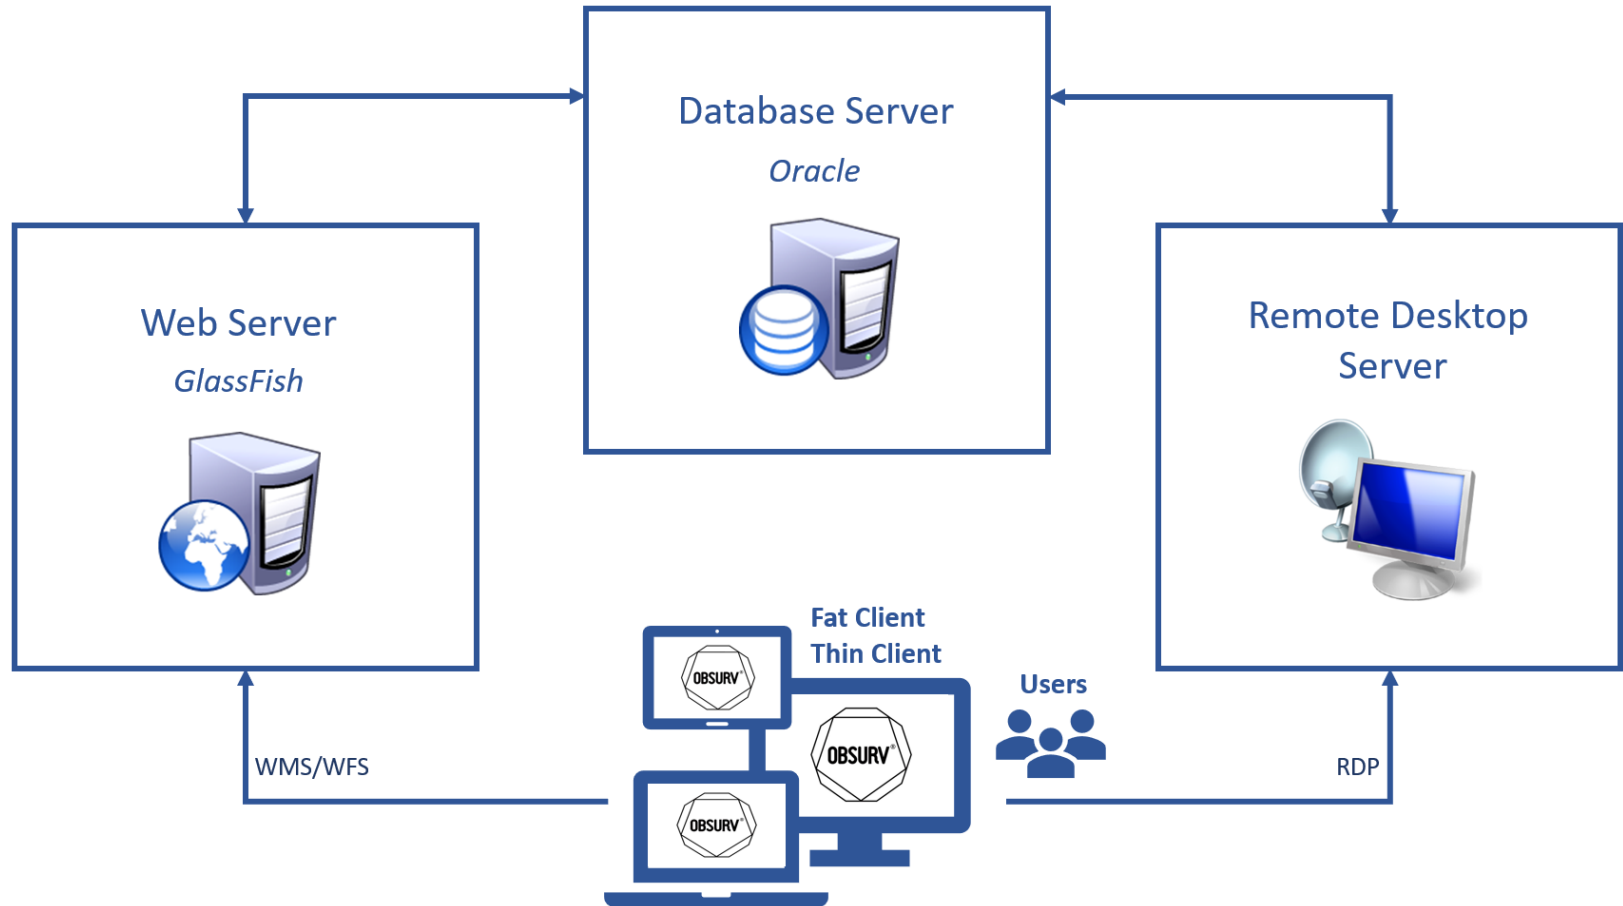 Database Server
Oracle
Web Server
GlassFish
Remote Desktop
Server
Fat Client
Thin Client
Users
OBSURV®
OBSURV®
OBSURV®
WMS/WFS
RDP